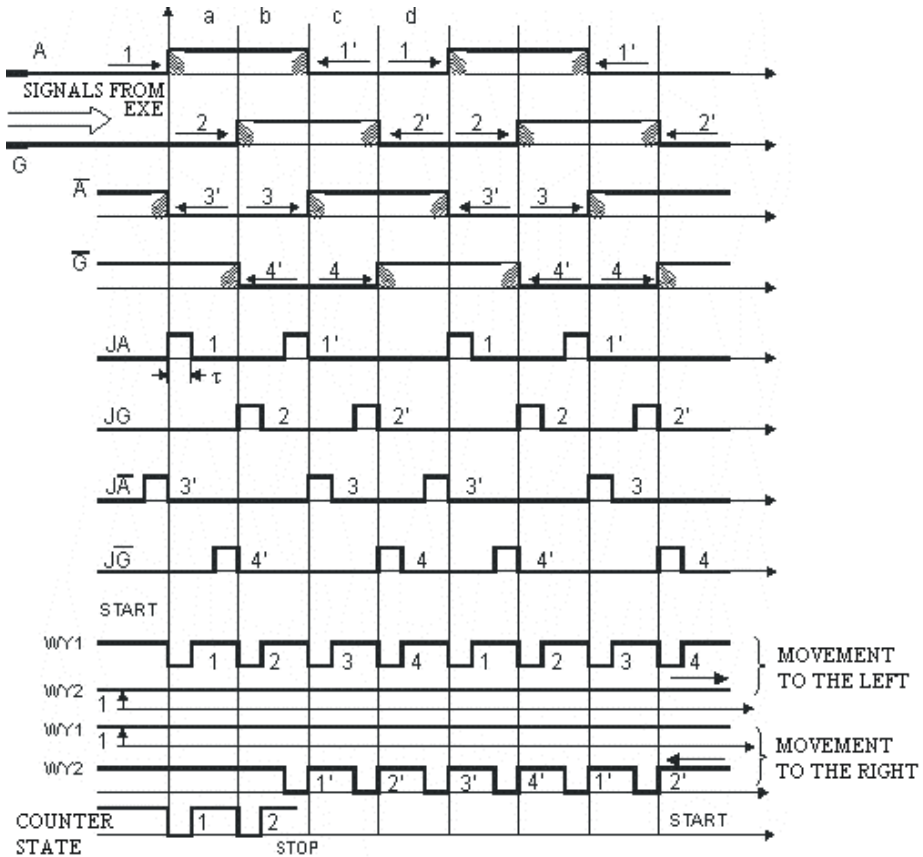 a b c d
A 1 1' 1 1'
SIGNALS FROM
EXE
2 2' 2 2'
G
A̅ 3' 3 3' 3
G̅ 4' 4 4' 4
JA 1 1' 1 1'
τ
JG 2 2' 2 2'
JA̅ 3' 3 3' 3
JG̅ 4' 4 4' 4
START
WY1 1 2 3 4 1 2 3 4
MOVEMENT
TO THE LEFT
WY2
1
WY1
1
MOVEMENT
TO THE RIGHT
WY2
1' 2' 3' 4' 1' 2'
COUNTER
STATE
1 2
START
STOP